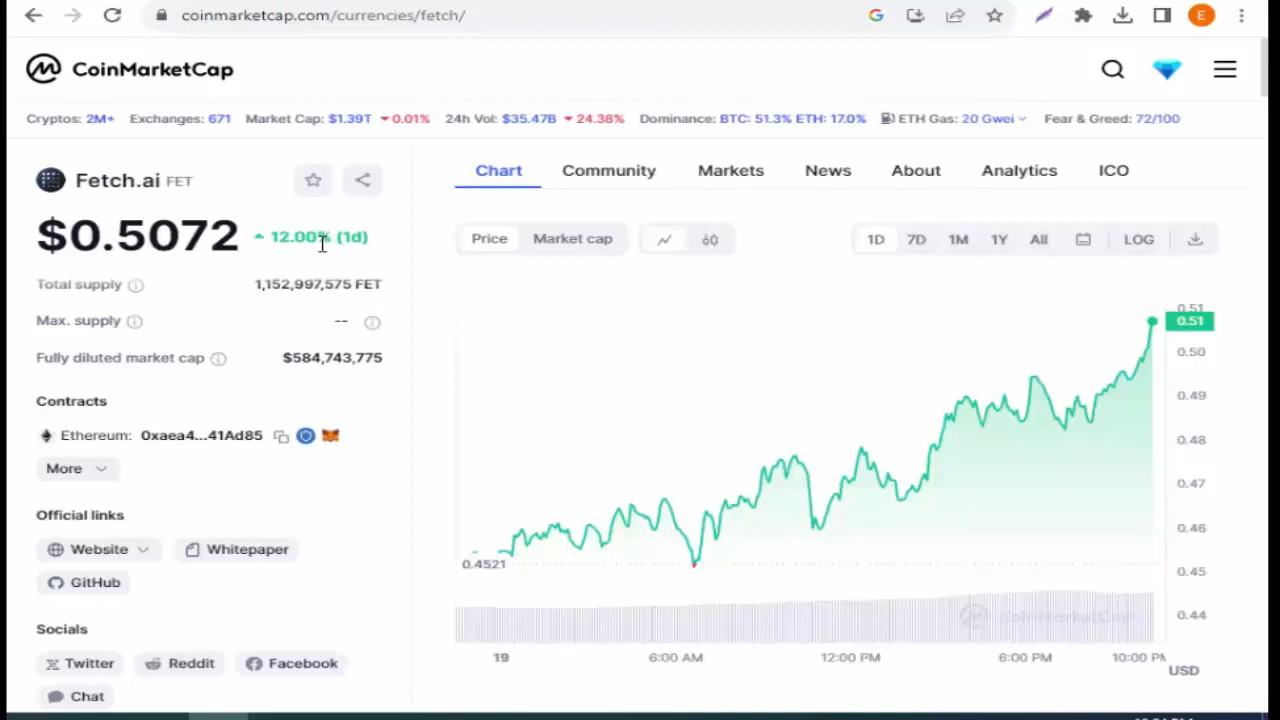 coinmarketcap.com/currencies/fetch/
E
CoinMarketCap
Cryptos: 2M+ Exchanges: 671 Market Cap: $1.39T 0.01% 24h Vol: $35.47B 24.38% Dominance: BTC: 51.3% ETH: 17.0% ETH Gas: 20 Gwei Fear & Greed: 72/100
Fetch.ai FET
$0.5072 12.00% (1d)
Total supply 1,152,997,575 FET
Max. supply --
Fully diluted market cap $584,743,775
Contracts
Ethereum: 0xaea4...41Ad85
More
Official links
Website Whitepaper
GitHub
Socials
Twitter Reddit Facebook
Chat
Chart Community Markets News About Analytics ICO
Price Market cap 1D 7D 1M 1Y All LOG
0.51
0.51
0.50
0.49
0.48
0.47
0.46
0.4521
0.45
0.44
CoinMarketCap
19 6:00 AM 12:00 PM 6:00 PM 10:00 PM
USD